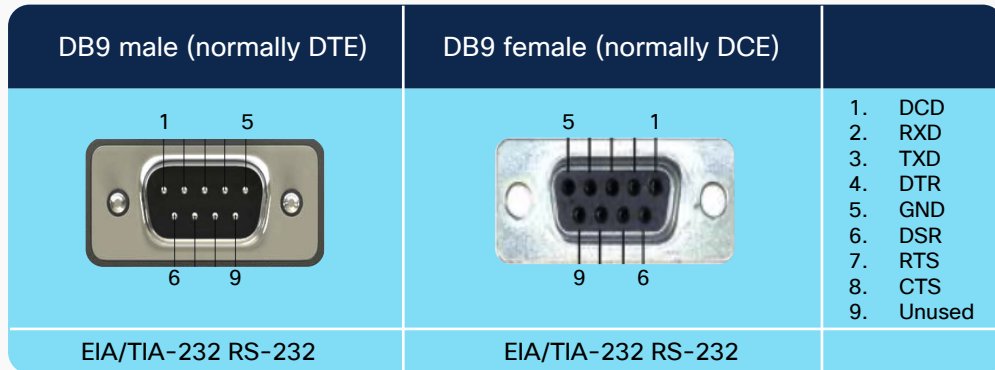 DB9 male (normally DTE)
DB9 female (normally DCE)
1 5
6 9
5 1
9 6
1. DCD
2. RXD
3. TXD
4. DTR
5. GND
6. DSR
7. RTS
8. CTS
9. Unused
EIA/TIA-232 RS-232
EIA/TIA-232 RS-232